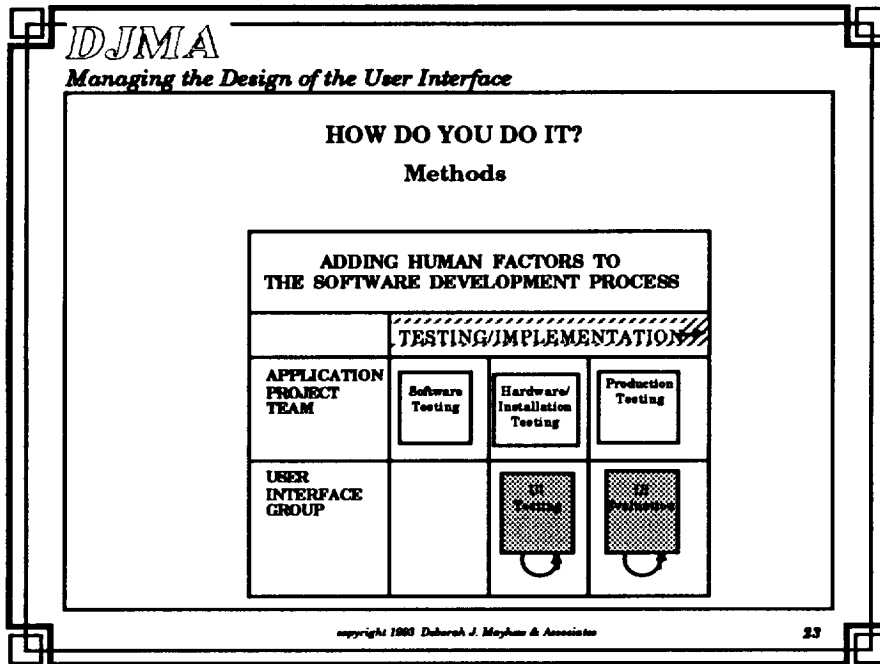 DJMA
Managing the Design of the User Interface
HOW DO YOU DO IT?
Methods
ADDING HUMAN FACTORS TO
THE SOFTWARE DEVELOPMENT PROCESS
TESTING/IMPLEMENTATION
APPLICATION
PROJECT
TEAM
Software
Testing
Hardware/
Installation
Testing
Production
Testing
USER
INTERFACE
GROUP
UI
Testing
UI
Evaluation
copyright 1993 Deborah J. Mayhew & Associates
23